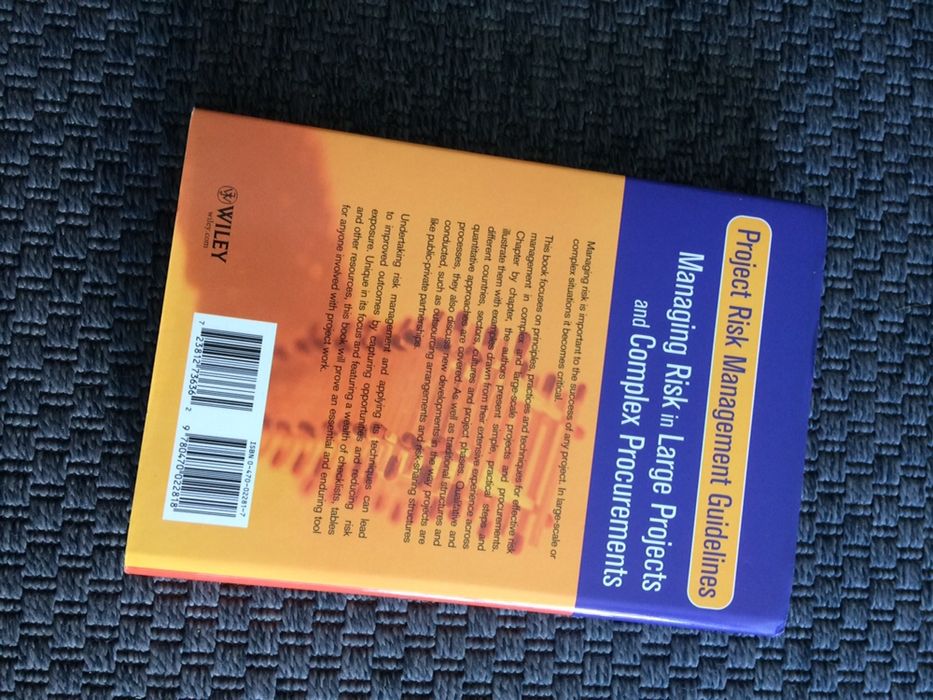 Project Risk Management Guidelines
Managing Risk in Large Projects
and Complex Procurements
Managing risk is important to the success of any project. In large-scale or
complex situations it becomes critical.
This book focuses on principles, practices and techniques for effective risk
management in complex and large-scale projects and procurements.
Chapter by chapter, the authors present simple, practical steps and
illustrate them with examples drawn from their extensive experience across
different countries, sectors, cultures and project phases. Qualitative and
quantitative approaches are covered. As well as traditional structures and
processes, they also discuss new developments in the way projects are
conducted, such as outsourcing arrangements and risk-sharing structures
like public-private partnerships.
Undertaking risk management and applying its techniques can lead
to improved outcomes by capturing opportunities and reducing risk
exposure. Unique in its focus and featuring a wealth of checklists, tables
and other resources, this book will prove an essential and enduring tool
for anyone involved with project work.
WILEY
wiley.com
ISBN 0-470-02281-7
7 23812 73636 2
9 780470 022818